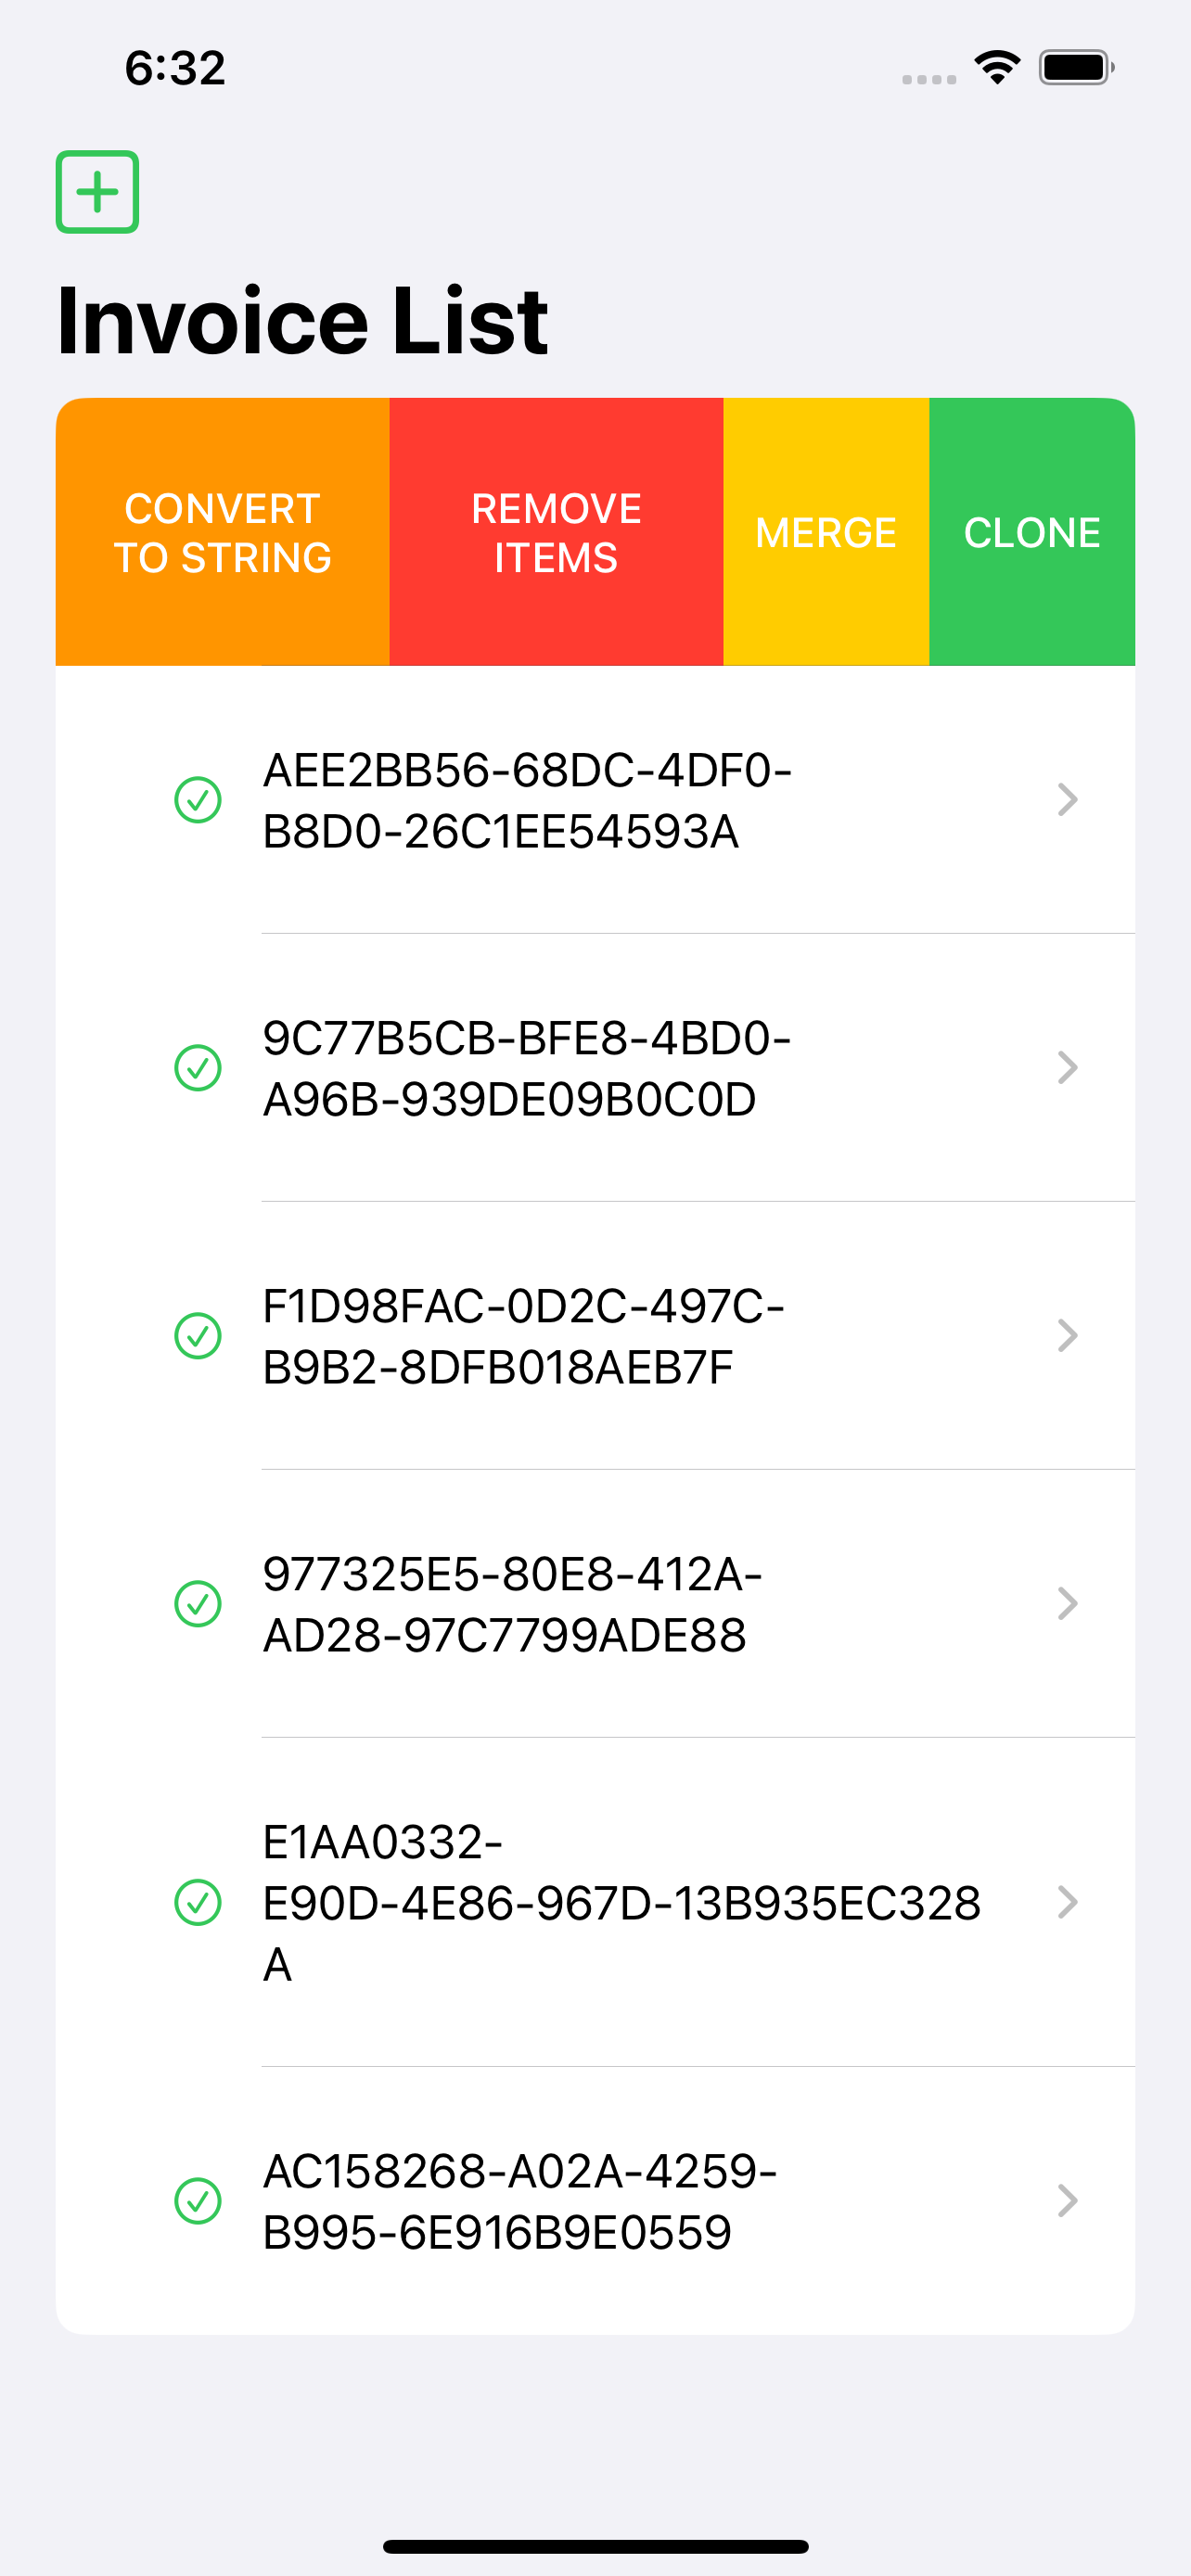 6:32
Invoice List
CONVERT
TO STRING
REMOVE
ITEMS
MERGE
CLONE
AEE2BB56-68DC-4DF0-
B8D0-26C1EE54593A
9C77B5CB-BFE8-4BD0-
A96B-939DE09B0C0D
F1D98FAC-0D2C-497C-
B9B2-8DFB018AEB7F
977325E5-80E8-412A-
AD28-97C7799ADE88
E1AA0332-
E90D-4E86-967D-13B935EC328
A
AC158268-A02A-4259-
B995-6E916B9E0559